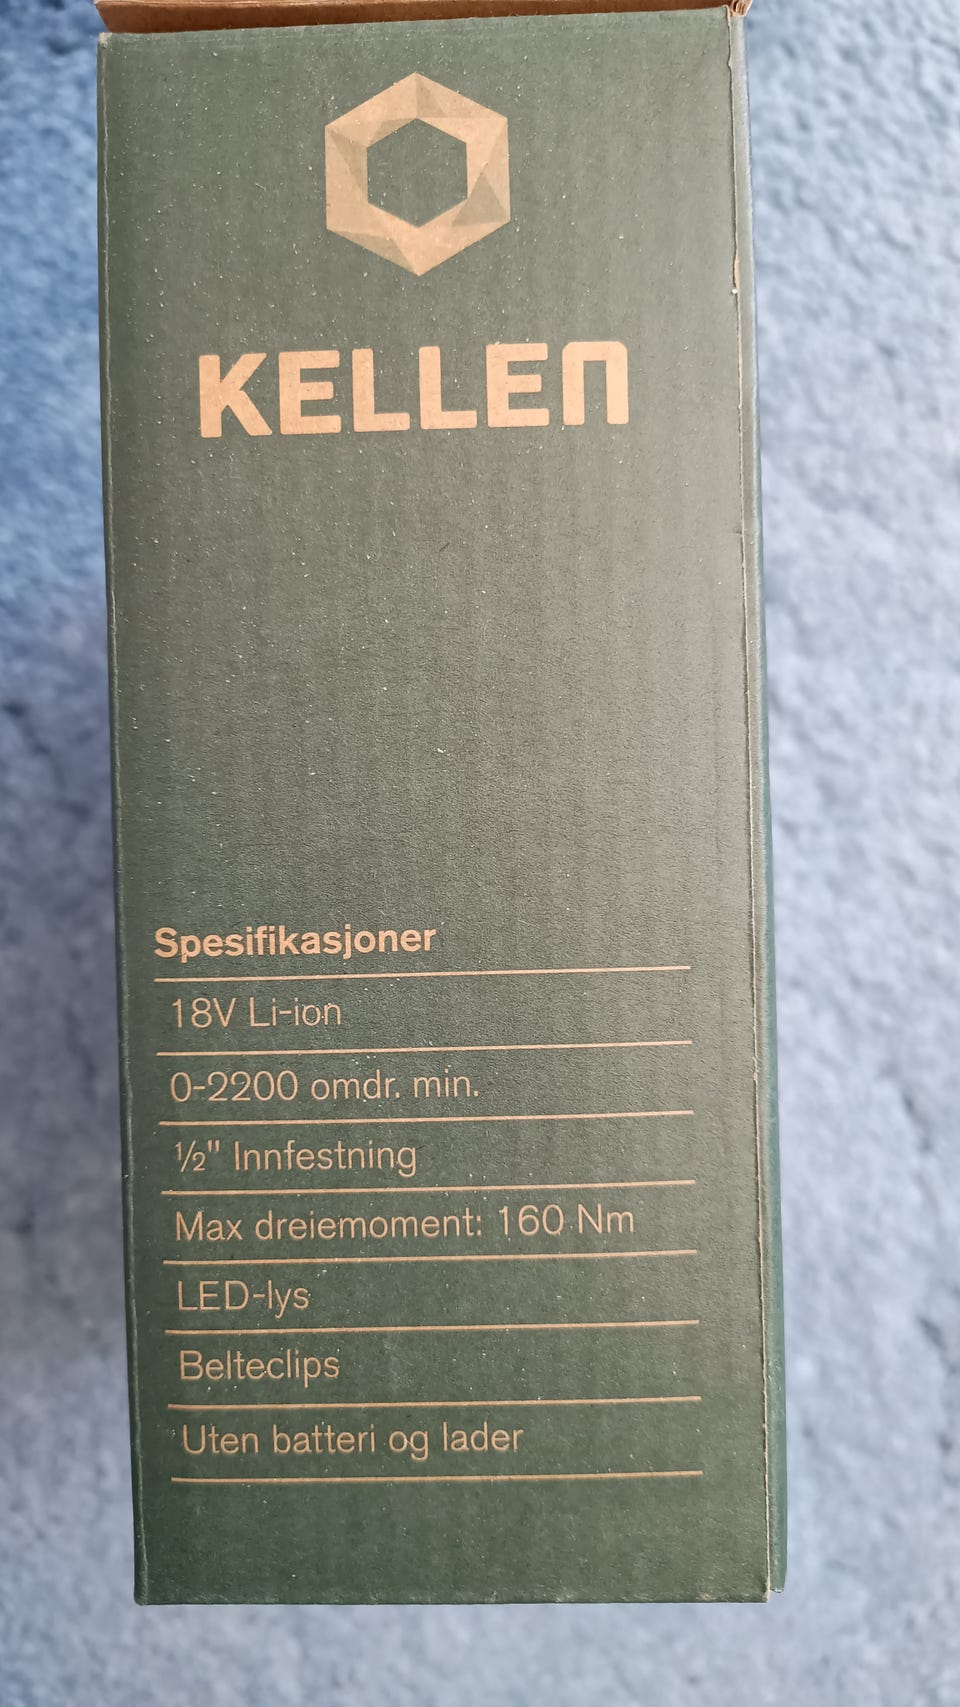 KELLEN
Spesifikasjoner
18V Li-ion
0-2200 omdr. min.
½" Innfestning
Max dreiemoment: 160 Nm
LED-lys
Belteclips
Uten batteri og lader